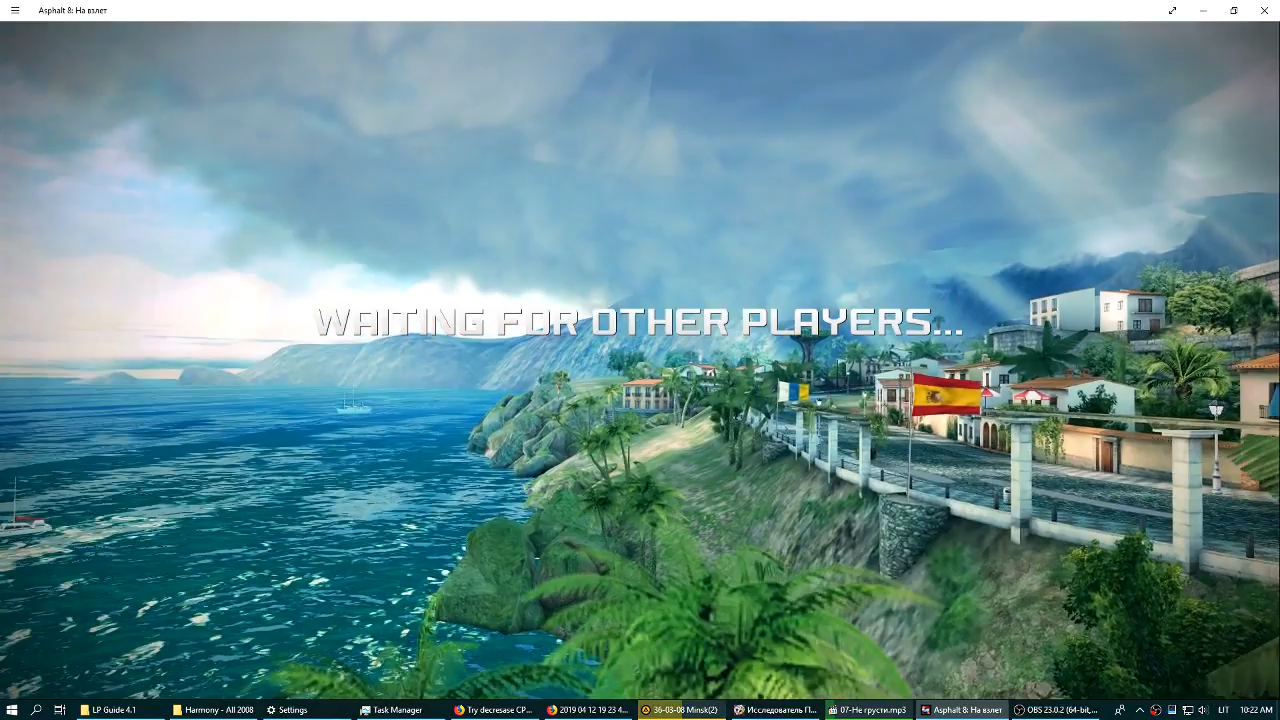 Asphalt 8: На взлет
WAITING FOR OTHER PLAYERS...
LP Guide 4.1
Harmony - All 2008
Settings
Task Manager
Try decresase CP...
2019 04 12 19 23 4...
36-03-08 Minsk(2)
Исследователь П...
07-Не грусти.mp3
Asphalt 8: На взлет
OBS 23.0.2 (64-bit,...
LIT
10:22 AM